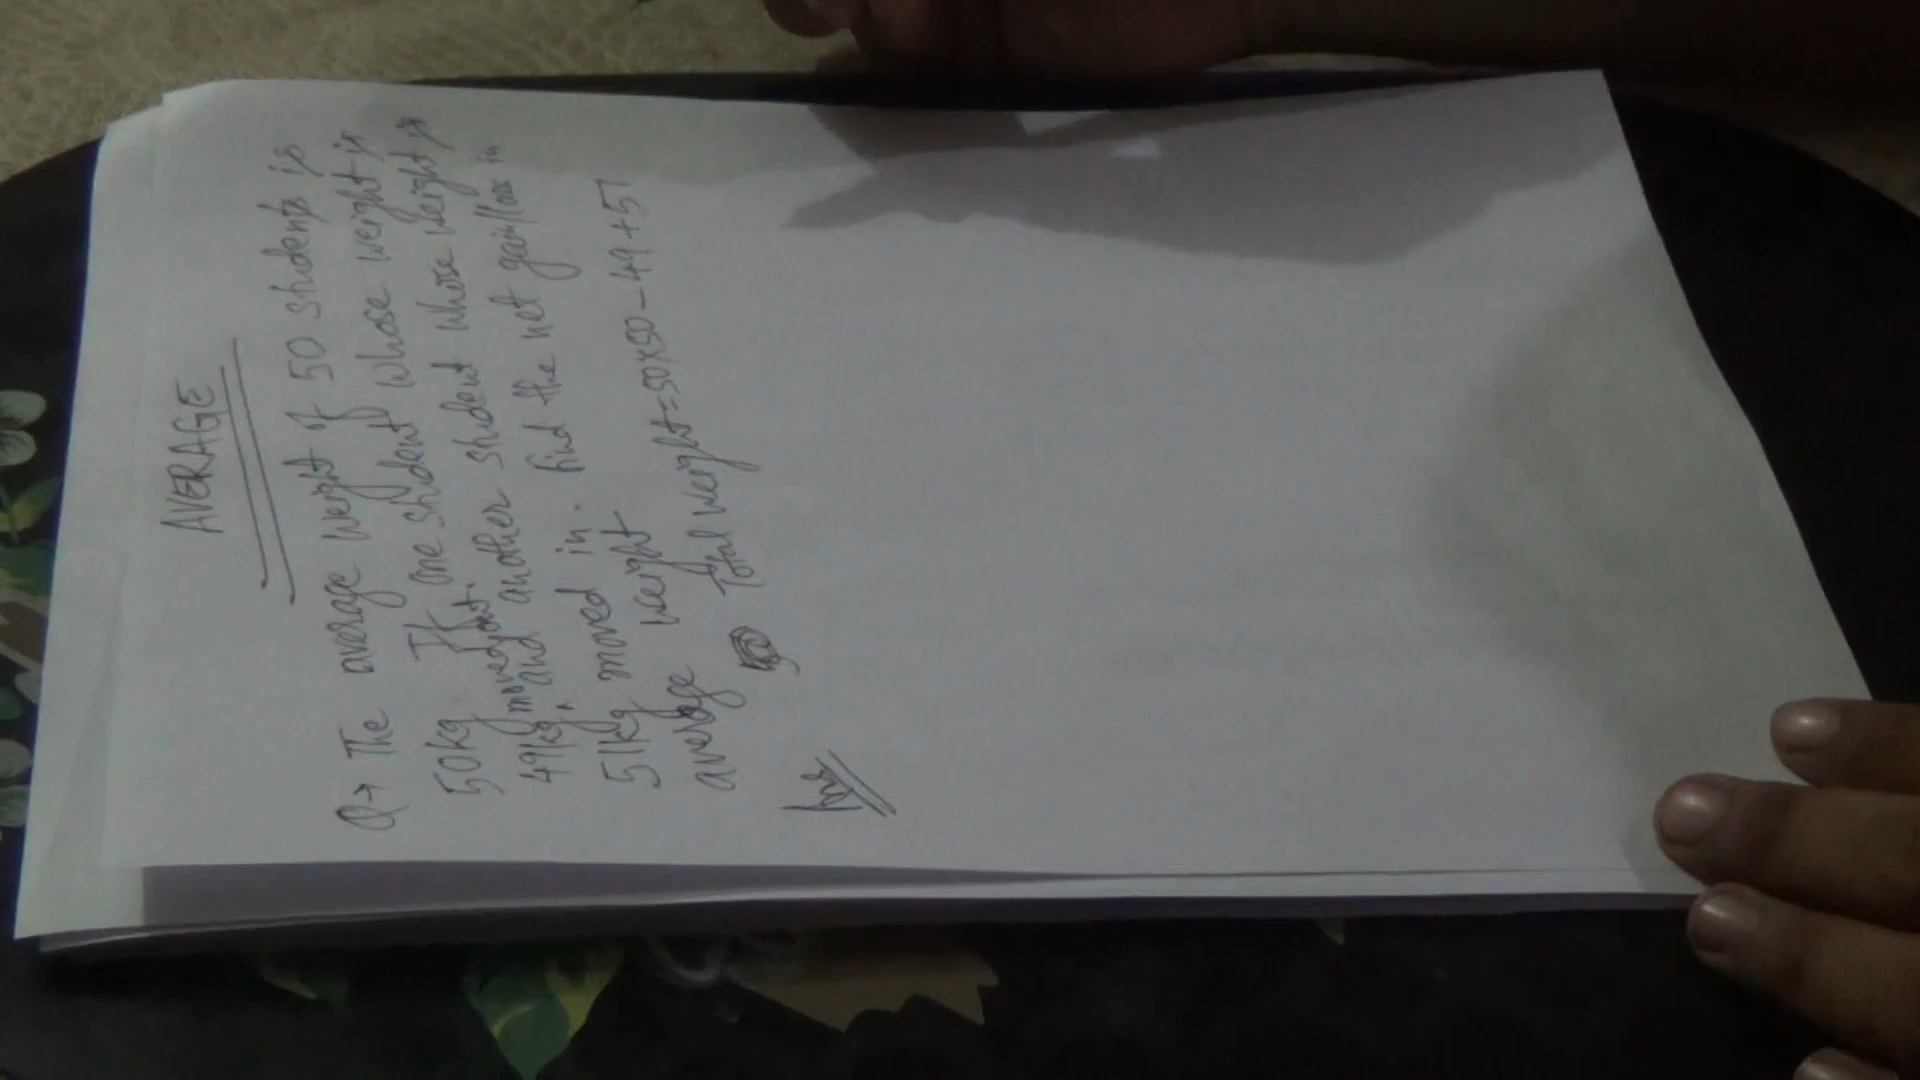 AVERAGE
Q→ The average weight of 50 students is
50kg If one student whose weight is
49kg moved out. and another student whose weight is
51kg moved in. find the net gain/loss in
average weight
Ans Total weight = 50x50-49+51